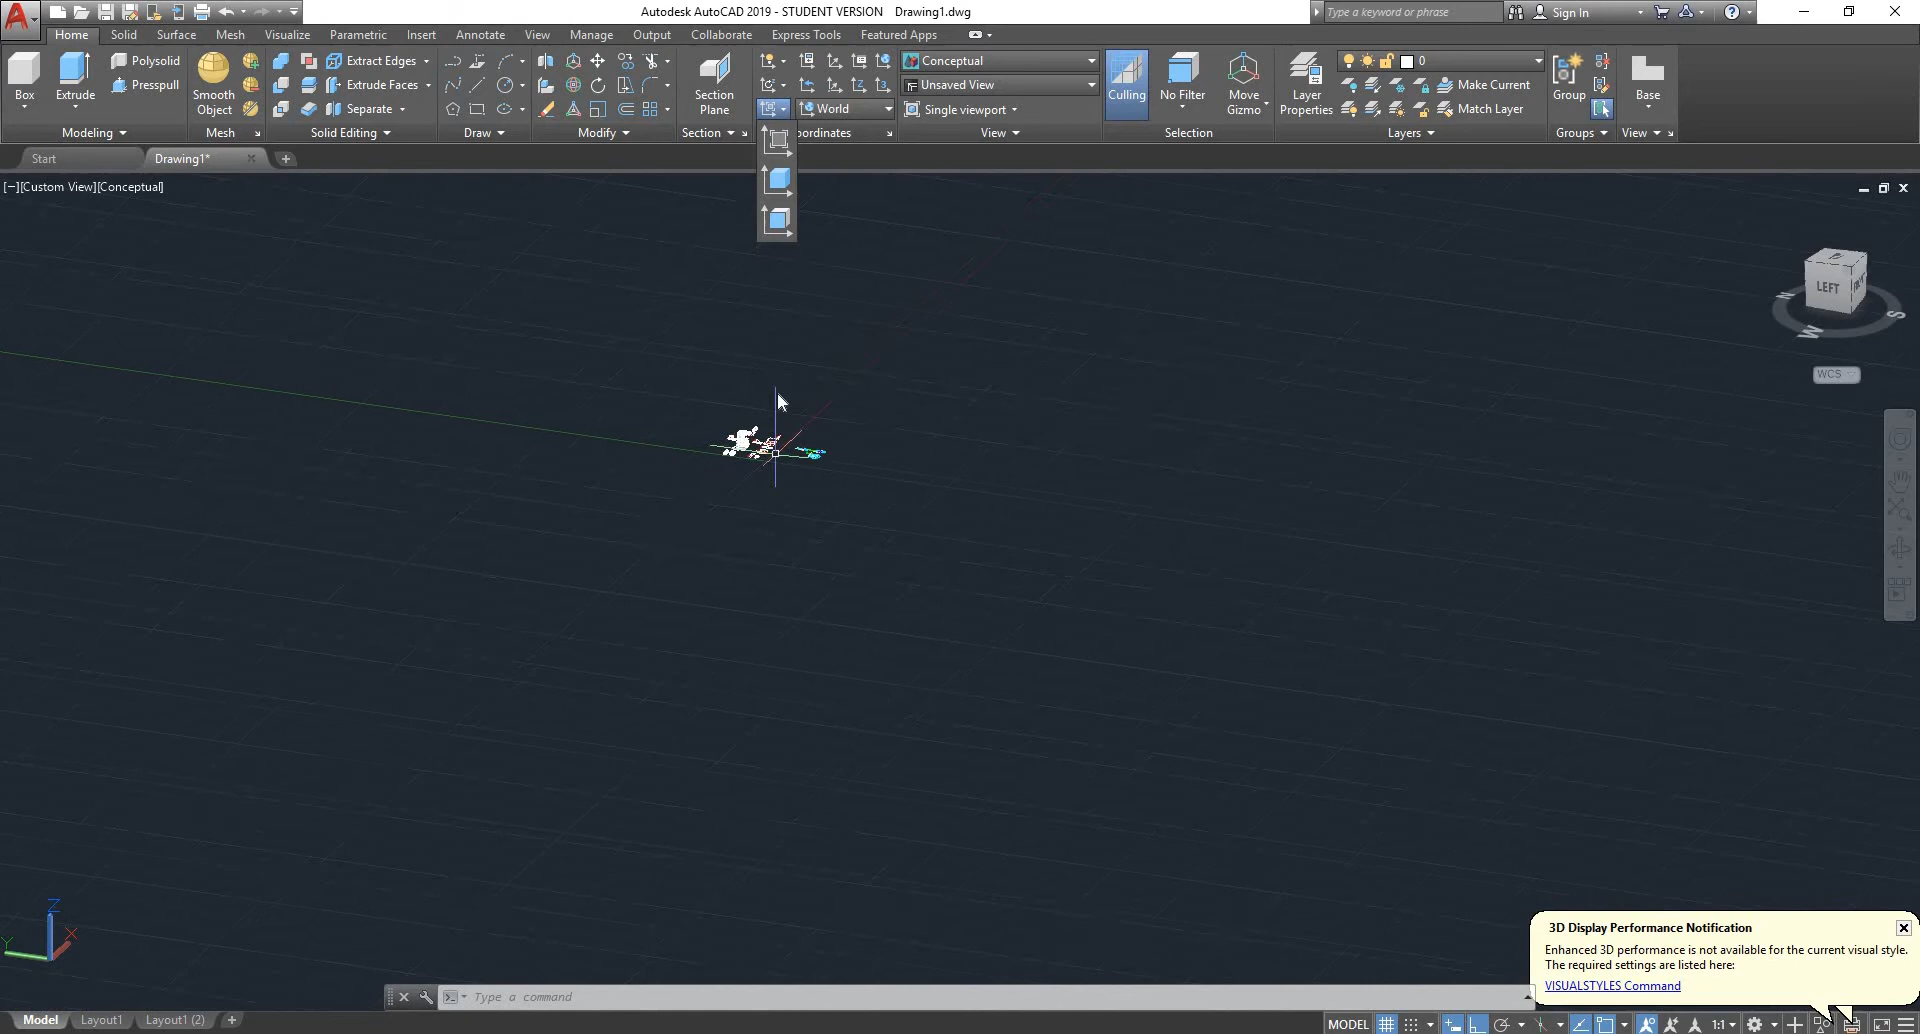 Autodesk AutoCAD 2019 - STUDENT VERSION Drawing1.dwg
Type a keyword or phrase
Sign In
Home Solid Surface Mesh Visualize Parametric Insert Annotate View Manage Output Collaborate Express Tools Featured Apps
Box
Extrude
Polysolid
Presspull
Smooth Object
Extract Edges
Extrude Faces
Separate
Section Plane
World
Conceptual
Unsaved View
Single viewport
Culling
No Filter
Move Gizmo
Layer Properties
0
Make Current
Match Layer
Group
Base
Modeling Mesh Solid Editing Draw Modify Section oordinates View Selection Layers Groups View
Start Drawing1*
[−][Custom View][Conceptual]
LEFT
N
S
W
WCS
Z
X
Y
3D Display Performance Notification
Enhanced 3D performance is not available for the current visual style.
The required settings are listed here:
VISUALSTYLES Command
Type a command
Model Layout1 Layout1 (2)
MODEL
1:1